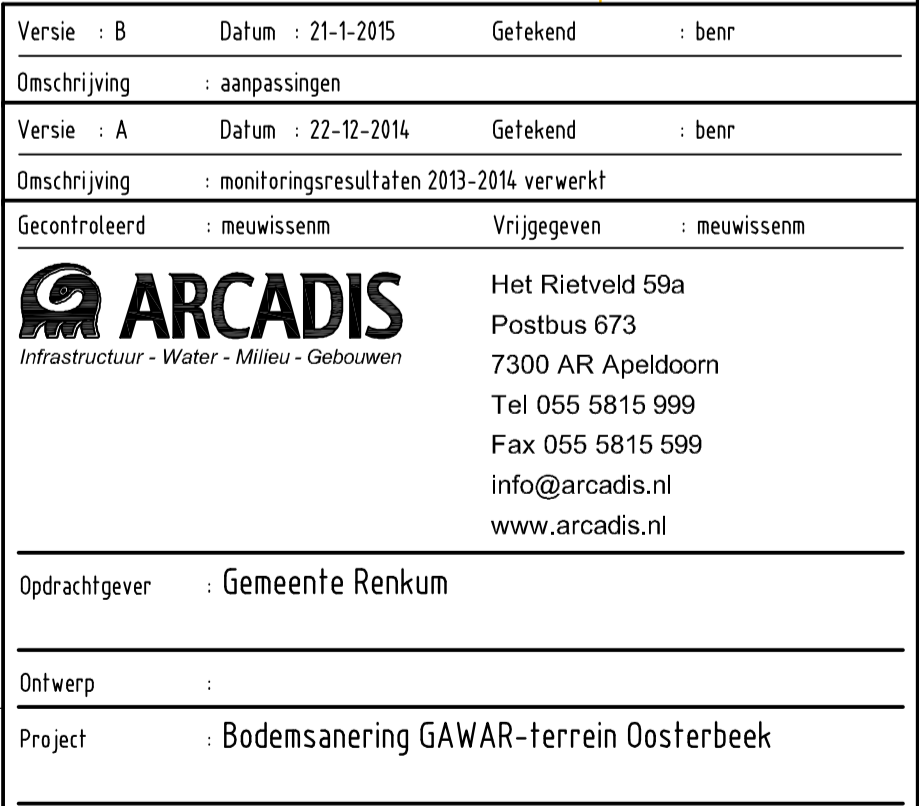 Versie : B Datum : 21-1-2015 Getekend : benr
Omschrijving : aanpassingen
Versie : A Datum : 22-12-2014 Getekend : benr
Omschrijving : monitoringsresultaten 2013-2014 verwerkt
Gecontroleerd : meuwissenm Vrijgegeven : meuwissenm
ARCADIS
Infrastructuur - Water - Milieu - Gebouwen
Het Rietveld 59a
Postbus 673
7300 AR Apeldoorn
Tel 055 5815 999
Fax 055 5815 599
info@arcadis.nl
www.arcadis.nl
Opdrachtgever : Gemeente Renkum
Ontwerp :
Project : Bodemsanering GAWAR-terrein Oosterbeek